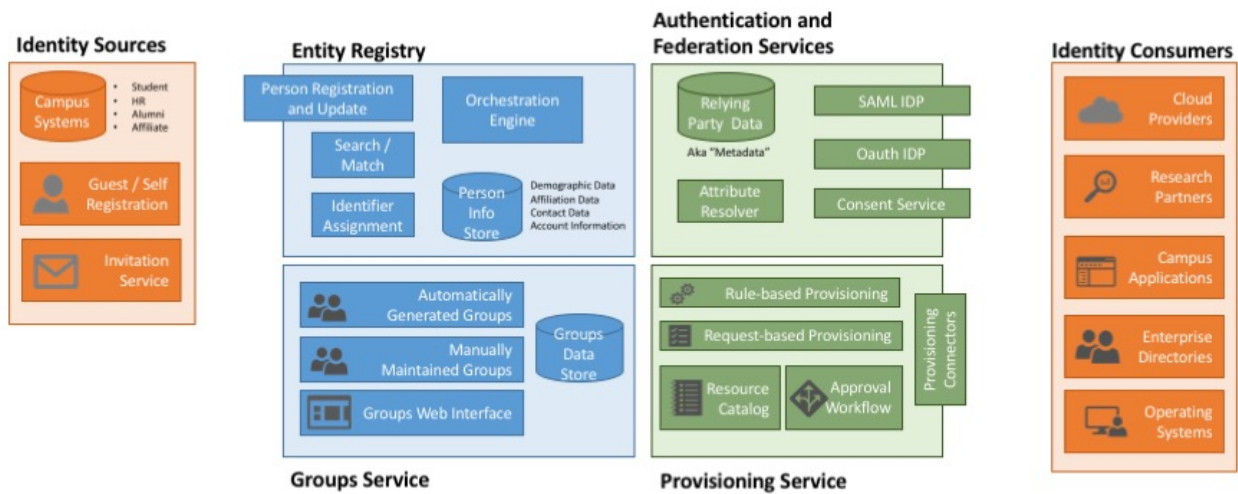 Identity Sources
Campus
Systems
• Student
• HR
• Alumni
• Affiliate
Guest / Self
Registration
Invitation
Service
Entity Registry
Person Registration
and Update
Orchestration
Engine
Search /
Match
Identifier
Assignment
Person
Info
Store
Demographic Data
Affiliation Data
Contact Data
Account Information
Automatically
Generated Groups
Manually
Maintained Groups
Groups Web Interface
Groups
Data
Store
Groups Service
Authentication and
Federation Services
Relying
Party Data
Aka “Metadata”
Attribute
Resolver
SAML IDP
Oauth IDP
Consent Service
Rule-based Provisioning
Request-based Provisioning
Resource
Catalog
Approval
Workflow
Provisioning
Connectors
Provisioning Service
Identity Consumers
Cloud
Providers
Research
Partners
Campus
Applications
Enterprise
Directories
Operating
Systems